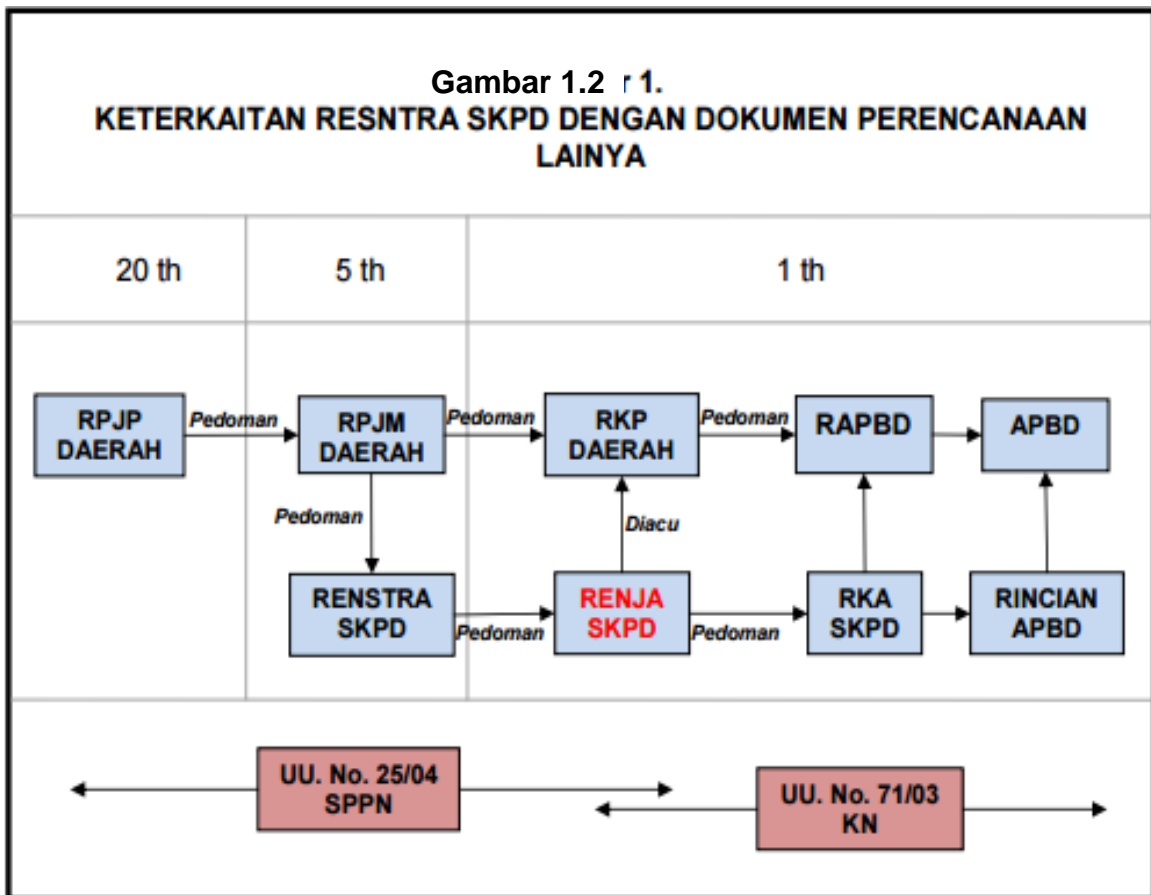 Gambar 1.2 r 1.
KETERKAITAN RESNTRA SKPD DENGAN DOKUMEN PERENCANAAN
LAINYA
20 th
5 th
1 th
RPJP
DAERAH
Pedoman
RPJM
DAERAH
Pedoman
RKP
DAERAH
Pedoman
RAPBD
APBD
Pedoman
Diacu
RENSTRA
SKPD
Pedoman
RENJA
SKPD
Pedoman
RKA
SKPD
RINCIAN
APBD
UU. No. 25/04
SPPN
UU. No. 71/03
KN